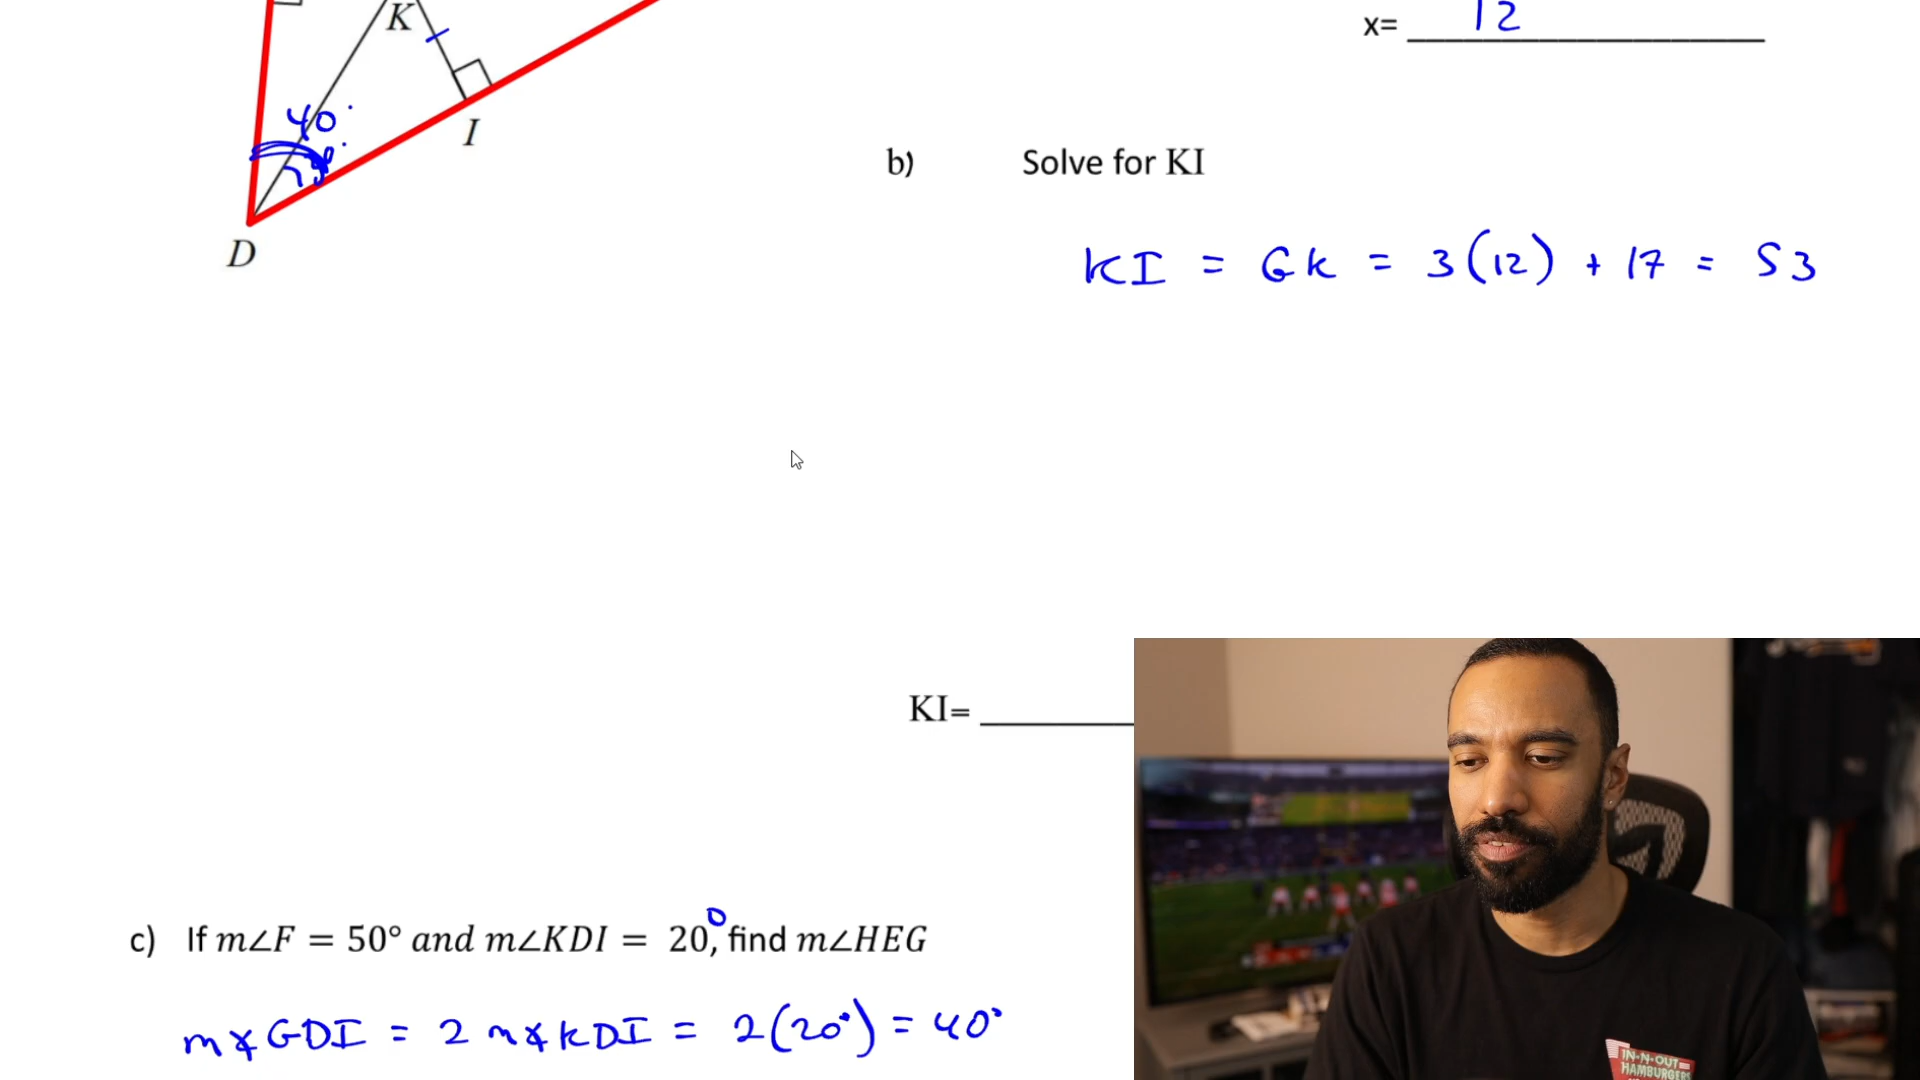 K
x= 12
40°
I
D
b) Solve for KI
KI = GK = 3(12) + 17 = 53
KI=
c) If m∠F = 50° and m∠KDI = 20°, find m∠HEG
m∡GDI = 2 m∡KDI = 2(20°) = 40°
IN-N-OUT
HAMBURGERS